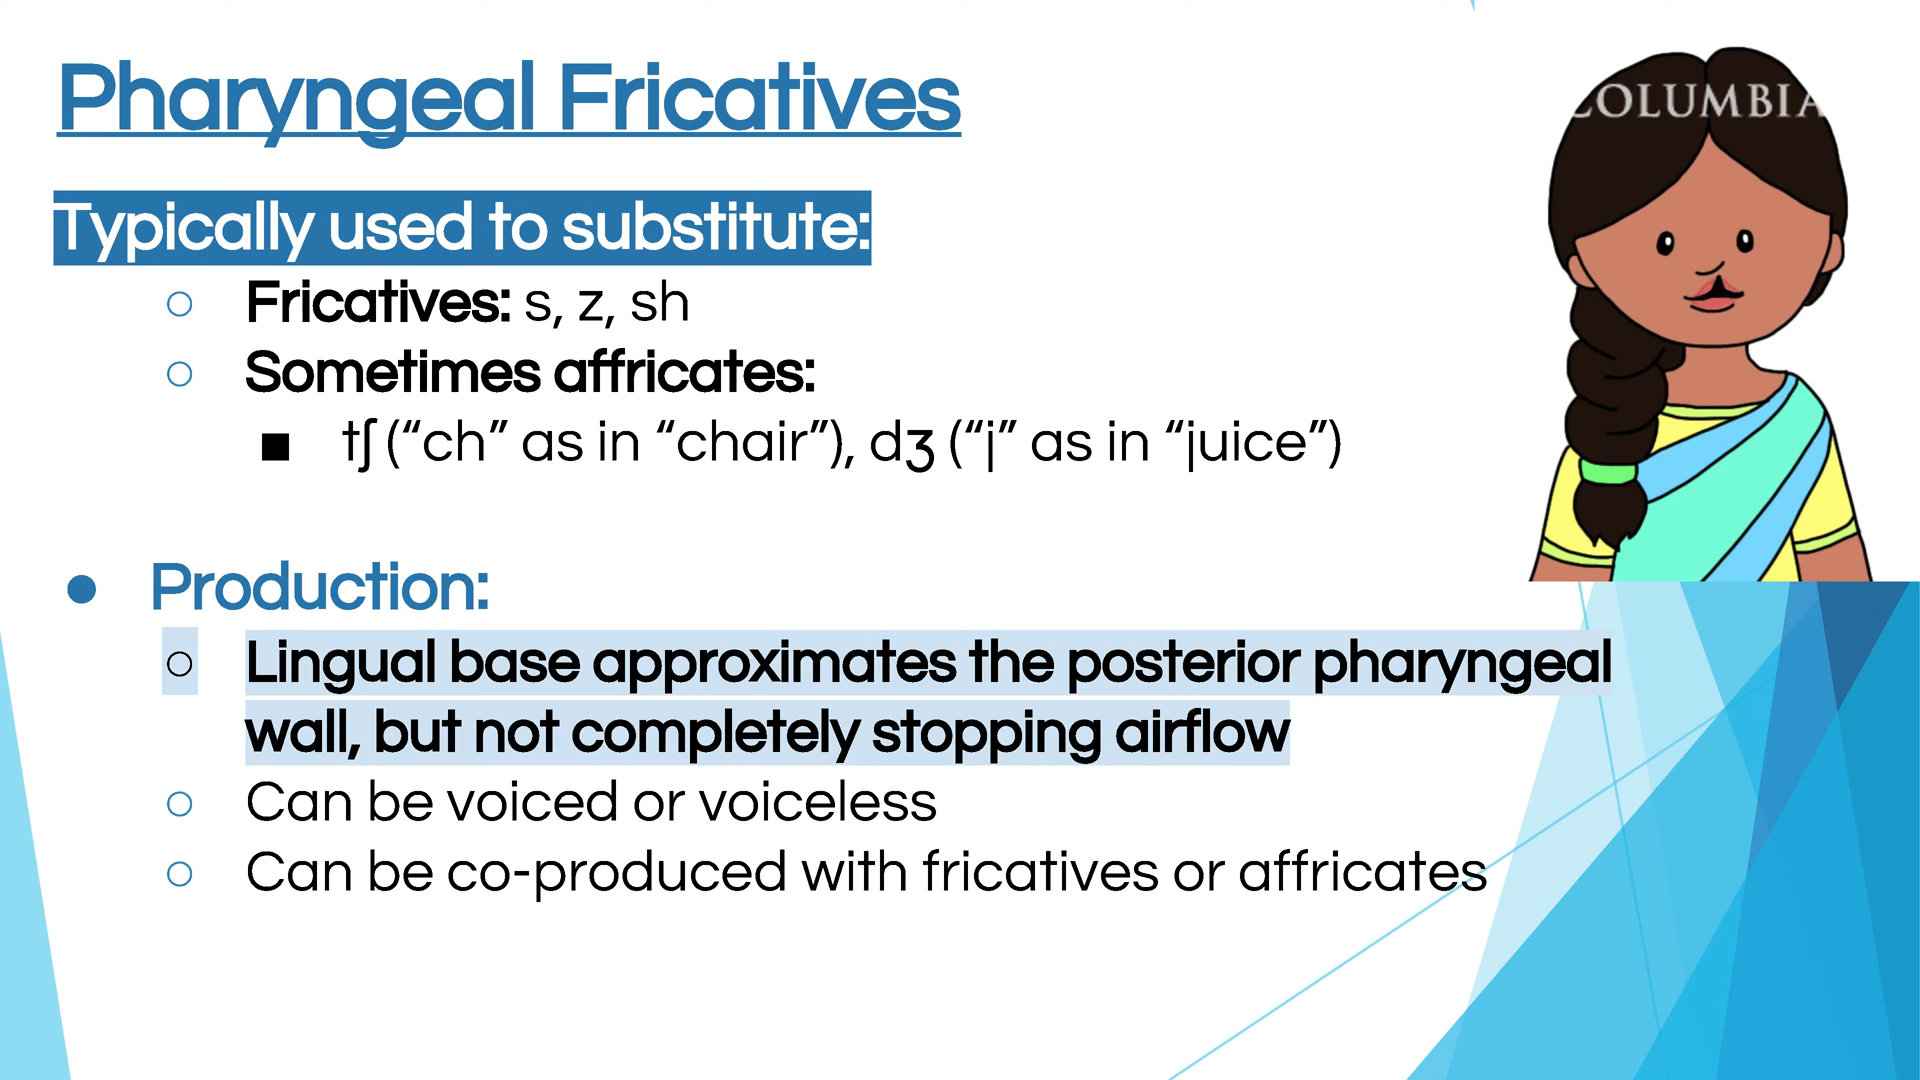 Pharyngeal Fricatives
COLUMBIA
Typically used to substitute:
○ Fricatives: s, z, sh
○ Sometimes affricates:
■ tʃ (“ch” as in “chair”), dʒ (“j” as in “juice”)
● Production:
○ Lingual base approximates the posterior pharyngeal
wall, but not completely stopping airflow
○ Can be voiced or voiceless
○ Can be co-produced with fricatives or affricates